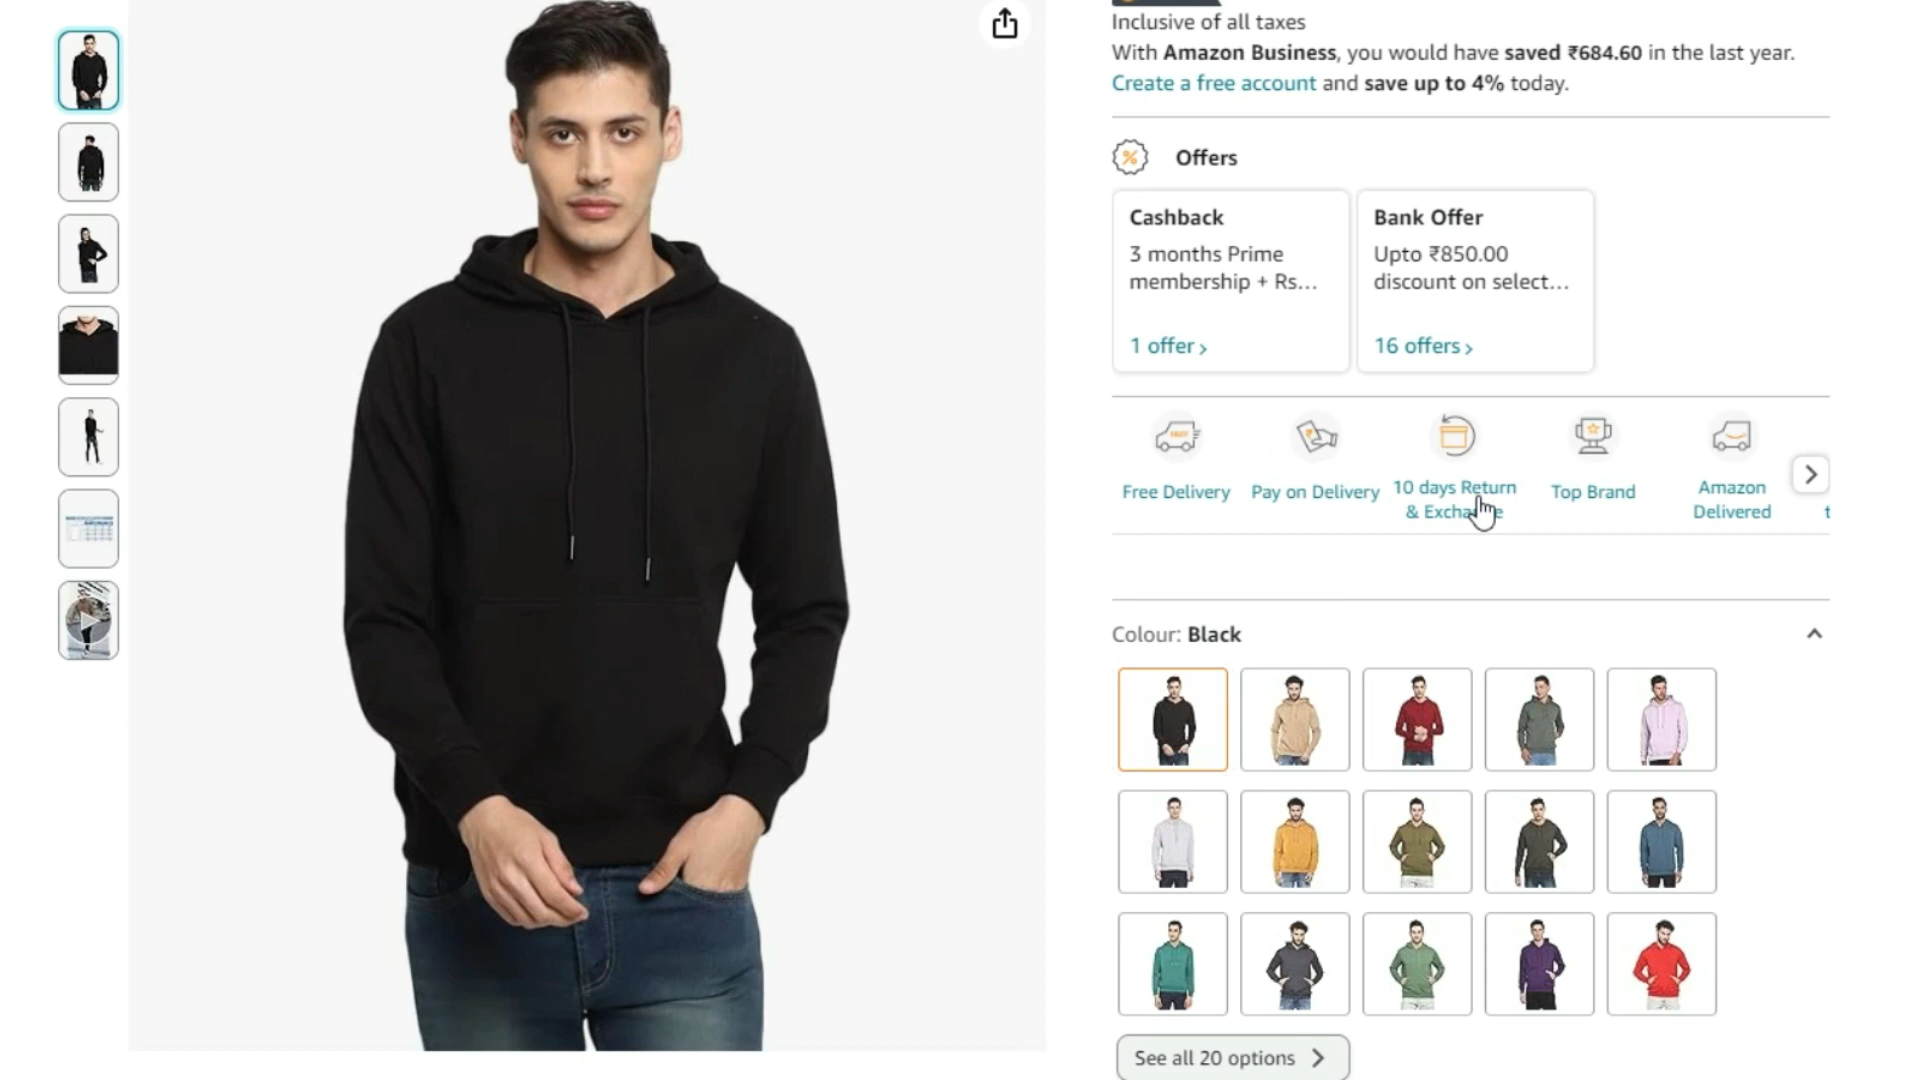 Inclusive of all taxes
With Amazon Business, you would have saved ₹684.60 in the last year.
Create a free account and save up to 4% today.
Offers
Cashback
3 months Prime
membership + Rs...
1 offer ›
Bank Offer
Upto ₹850.00
discount on select...
16 offers ›
Free Delivery
Pay on Delivery
10 days Return
& Exchange
Top Brand
Amazon
Delivered
t
Colour: Black
See all 20 options